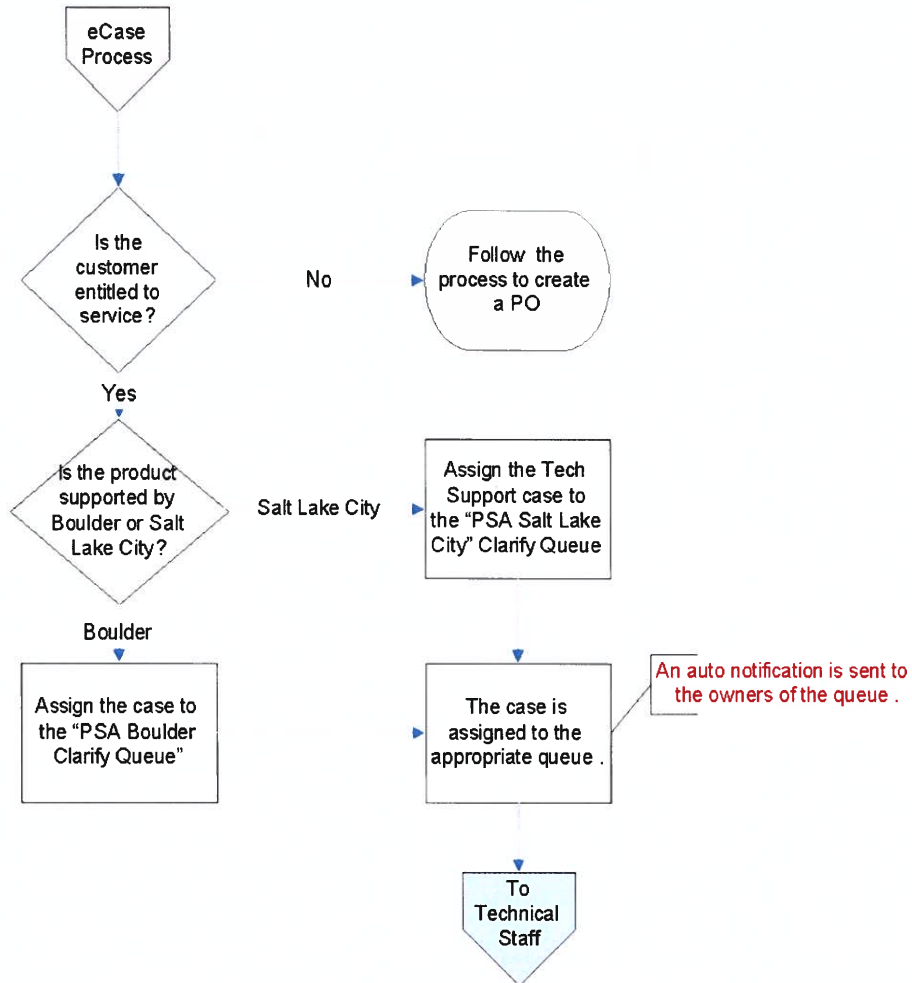 eCase
Process
Is the
customer
entitled to
service ?
No
Follow the
process to create
a PO
Yes
Is the product
supported by
Boulder or Salt
Lake City?
Salt Lake City
Assign the Tech
Support case to
the “PSA Salt Lake
City” Clarify Queue
Boulder
Assign the case to
the “PSA Boulder
Clarify Queue”
The case is
assigned to the
appropriate queue .
An auto notification is sent to
the owners of the queue .
To
Technical
Staff